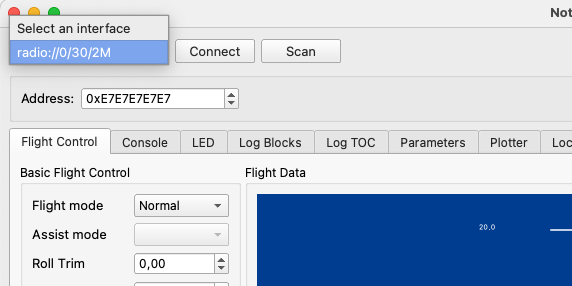 Not
Select an interface
radio://0/30/2M
Connect
Scan
Address: 0xE7E7E7E7E7
Flight Control Console LED Log Blocks Log TOC Parameters Plotter Loc
Basic Flight Control
Flight mode Normal
Assist mode
Roll Trim 0,00
Flight Data
20.0